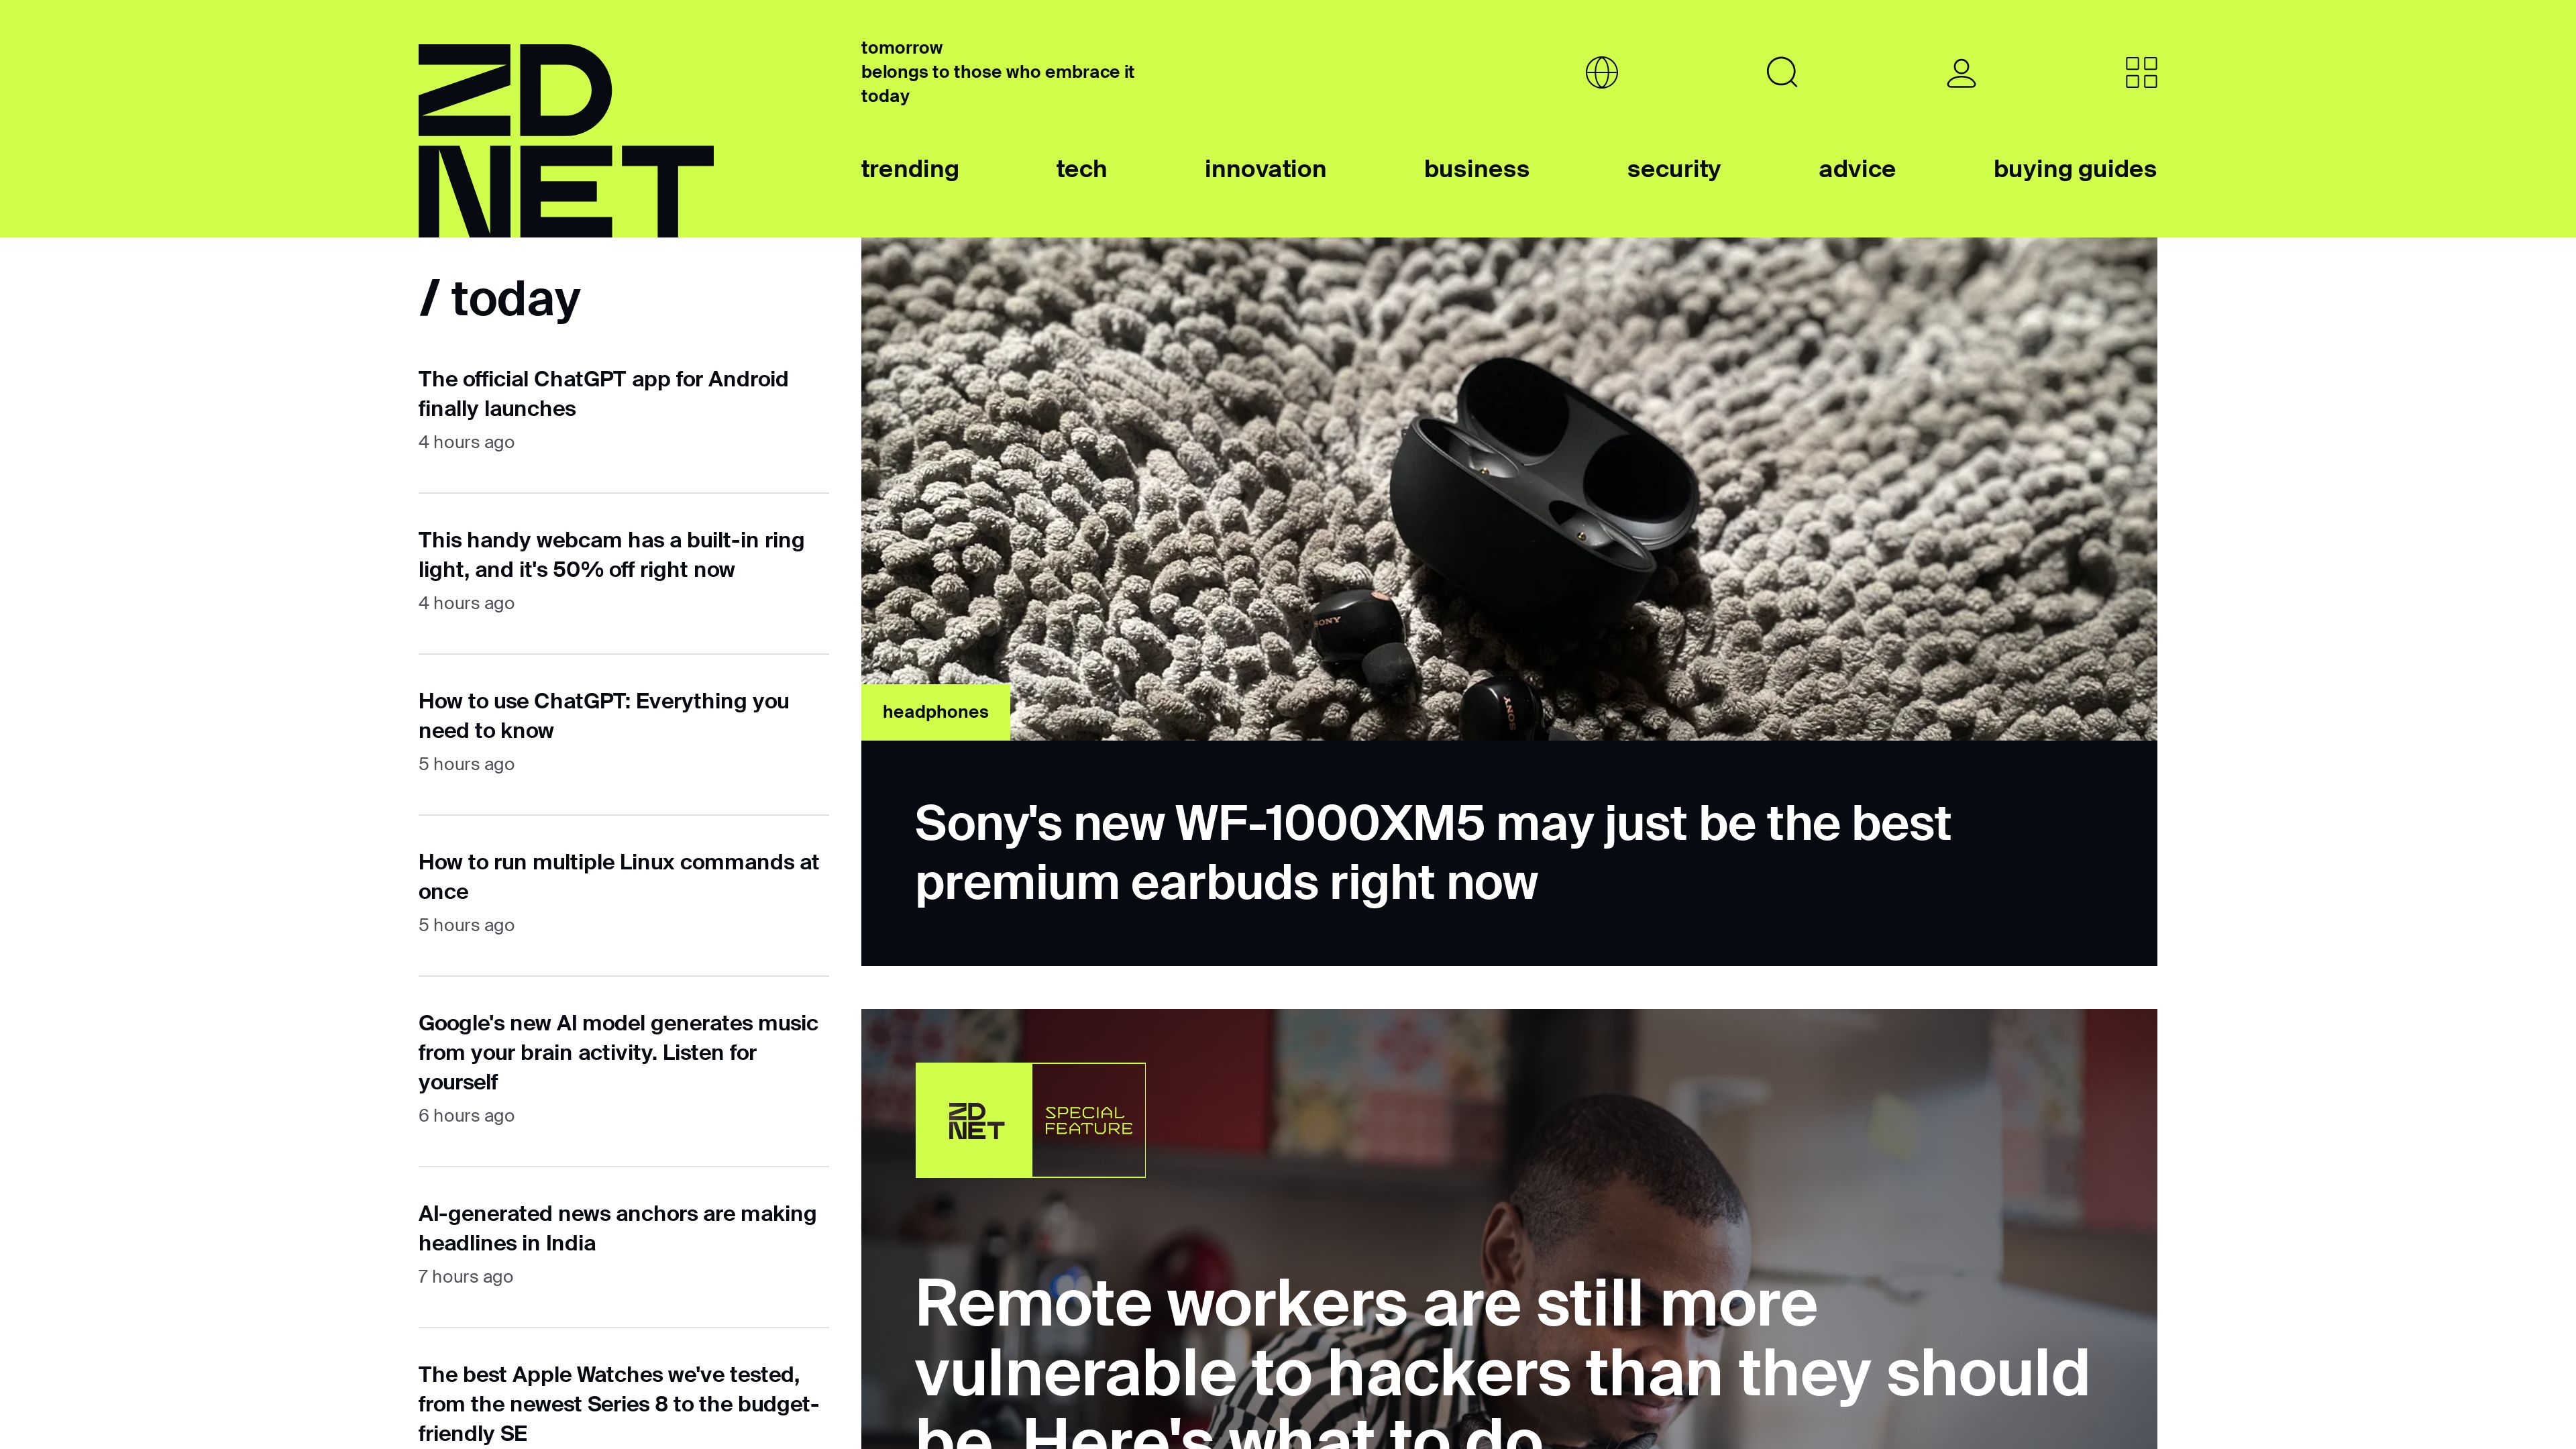 ZD
NET
tomorrow
belongs to those who embrace it
today
trending
tech
innovation
business
security
advice
buying guides
/ today
The official ChatGPT app for Android
finally launches
4 hours ago
This handy webcam has a built-in ring
light, and it's 50% off right now
4 hours ago
How to use ChatGPT: Everything you
need to know
5 hours ago
How to run multiple Linux commands at
once
5 hours ago
Google's new AI model generates music
from your brain activity. Listen for
yourself
6 hours ago
AI-generated news anchors are making
headlines in India
7 hours ago
The best Apple Watches we've tested,
from the newest Series 8 to the budget-
friendly SE
SONY
SONY
headphones
Sony's new WF-1000XM5 may just be the best
premium earbuds right now
ZD
NET
SPECIAL
FEATURE
Remote workers are still more
vulnerable to hackers than they should
be. Here's what to do